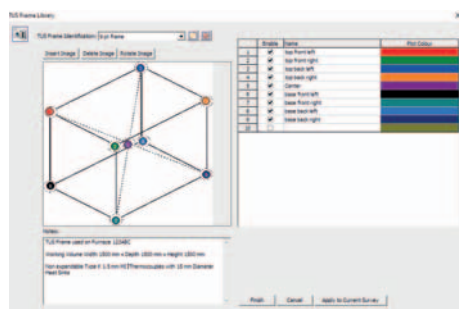 TUS Frame Library
TUS Frame Identification: 9 pt frame
Insert Image Delete Image Rotate Image
Enable Name Plot Colour
1 top front left
2 top front right
3 top back left
4 top back right
5 Center
6 base front left
7 base front right
8 base back left
9 base back right
10
Notes:
TUS Frame used on Furnace 123ABC
Working Volume Width 1500 mm x Depth 1500 mm x Height 1500 mm
Non expendable Type K 1.5 mm MI Thermocouples with 15 mm Diameter
Heat Sinks
Finish Cancel Apply to Current Survey